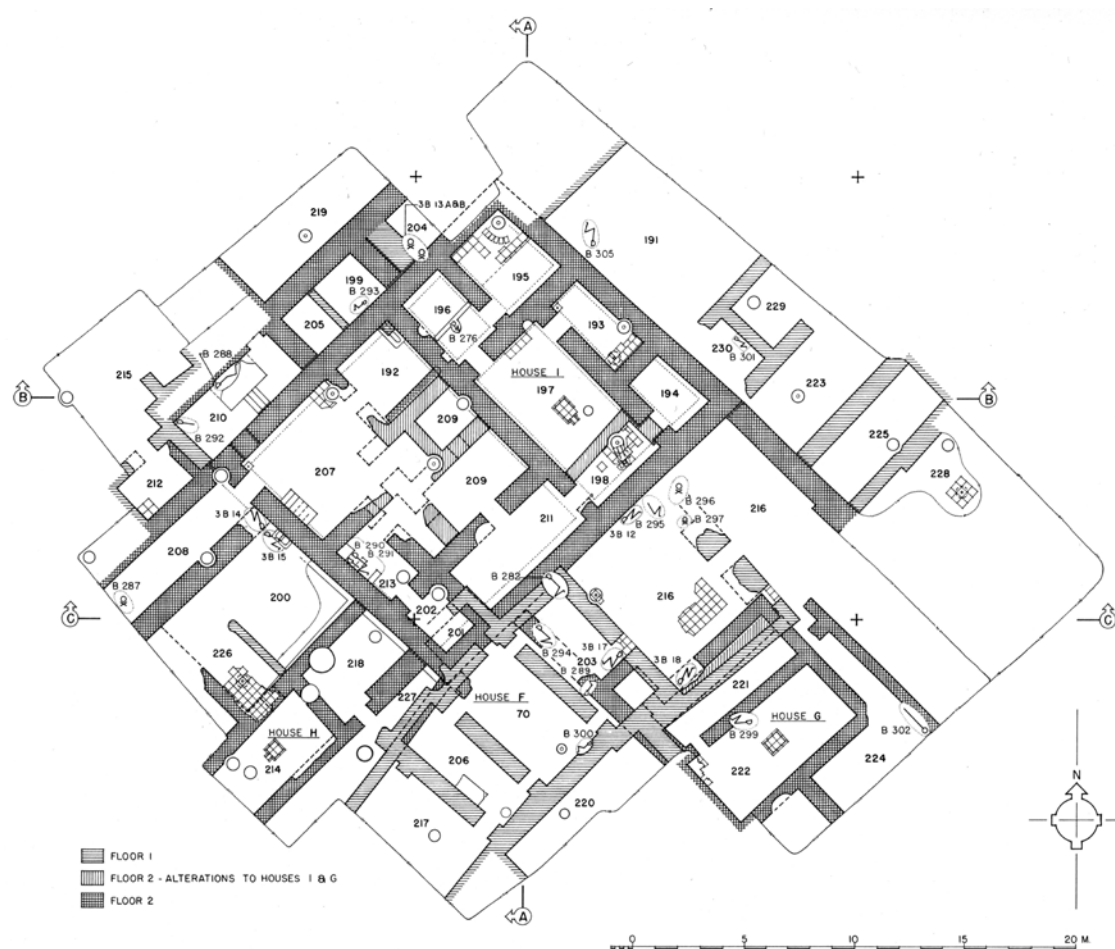 A
219
3B 13 A&B
204
191
B 305
195
199
B 293
196
229
205
193
B 276
230
B 301
B 288
HOUSE I
215
192
197
194
223
B
B
210
209
B 292
225
207
209
198
228
212
B 296
216
211
B 295
B 297
3B 14
3B 12
208
B 290
B 291
3B 15
213
B 282
B 287
200
202
216
C
C
201
B 294
3B 17
226
218
203
3B 18
B 289
227
HOUSE F
221
70
HOUSE G
HOUSE H
B 299
B 302
B 300
214
206
222
224
N
220
217
FLOOR 1
FLOOR 2 - ALTERATIONS TO HOUSES I & G
FLOOR 2
A
0 5 10 15 20 M.